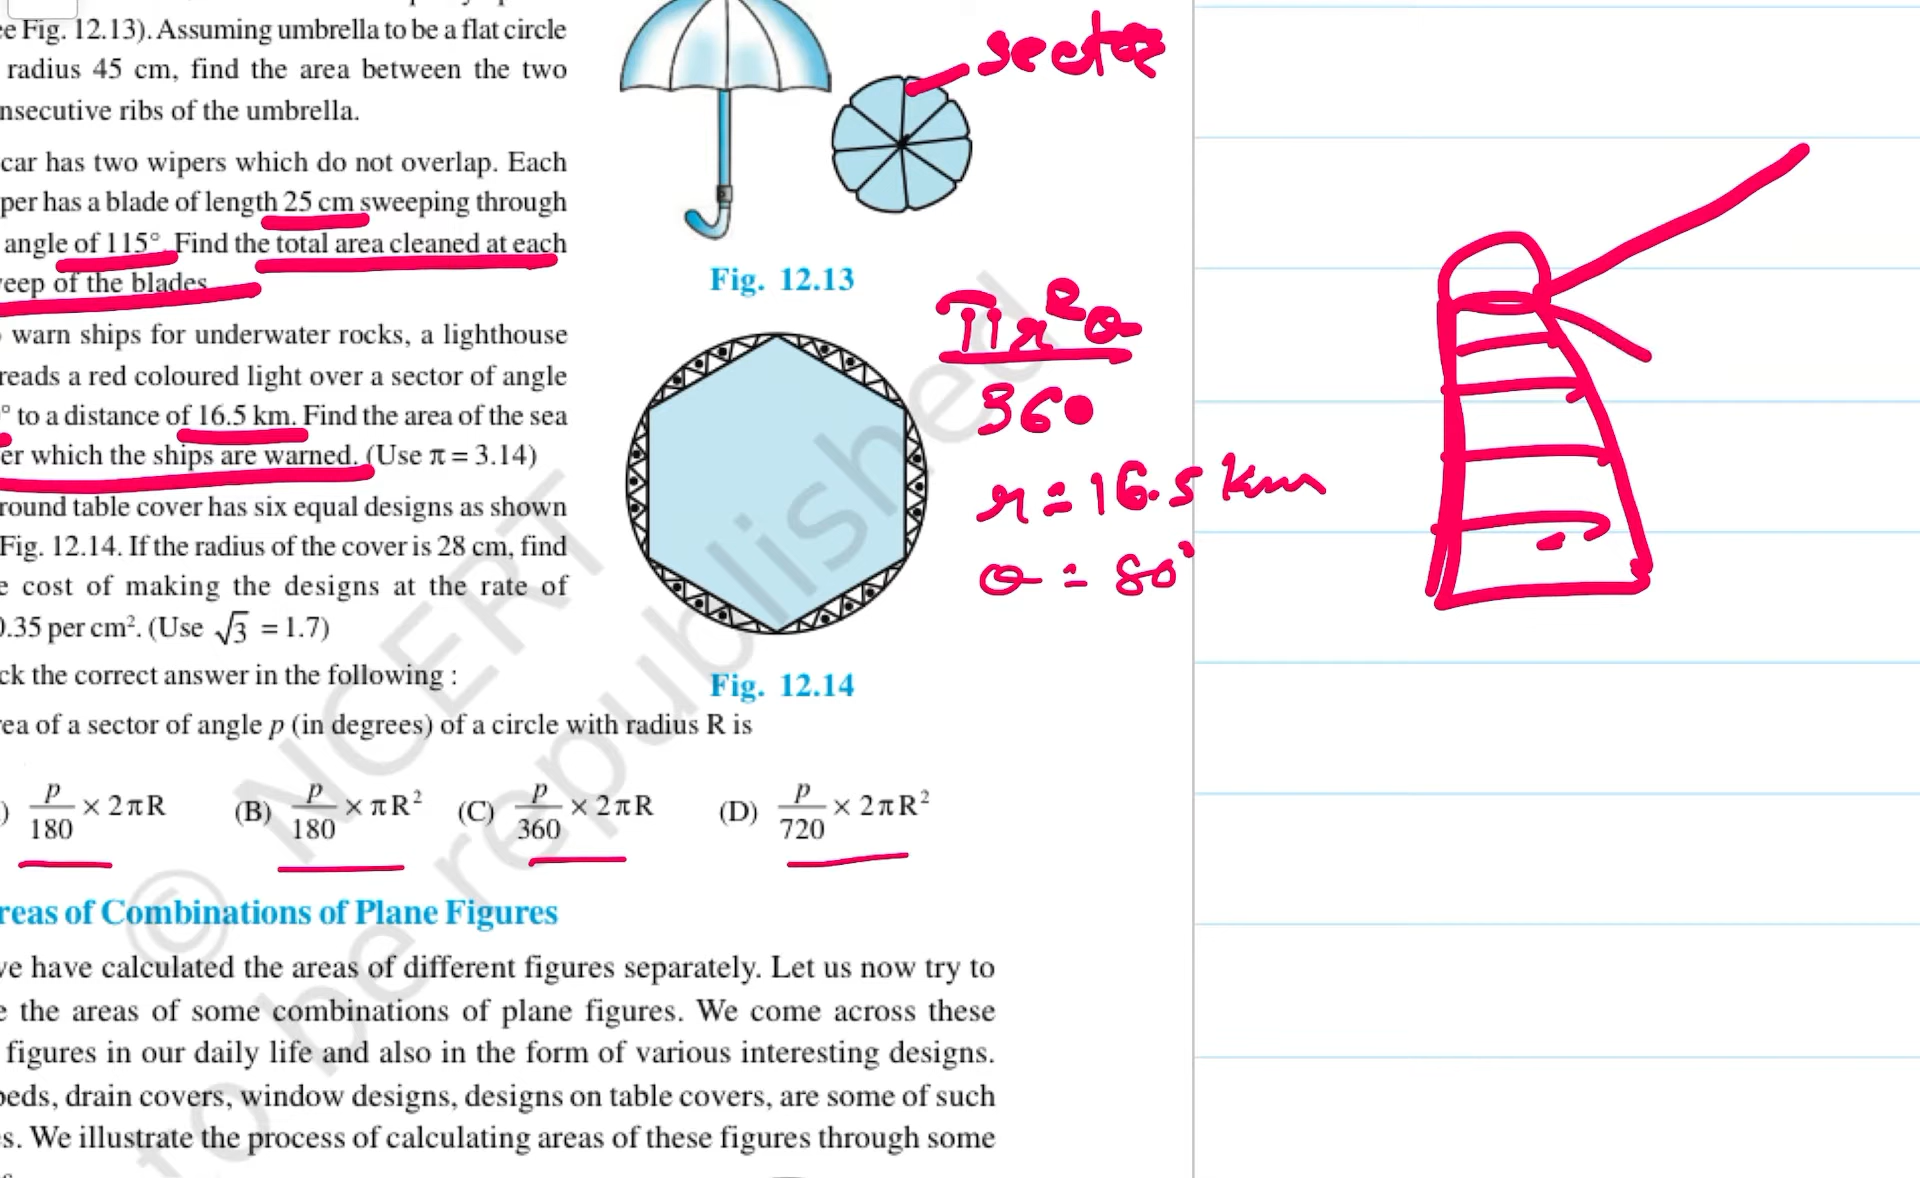 e Fig. 12.13). Assuming umbrella to be a flat circle
radius 45 cm, find the area between the two
nsecutive ribs of the umbrella.
sector
car has two wipers which do not overlap. Each
per has a blade of length 25 cm sweeping through
angle of 115°. Find the total area cleaned at each
eep of the blades.
Fig. 12.13
warn ships for underwater rocks, a lighthouse
reads a red coloured light over a sector of angle
° to a distance of 16.5 km. Find the area of the sea
er which the ships are warned. (Use π = 3.14)
πr²θ
360
r = 16.5 km
θ = 80°
round table cover has six equal designs as shown
Fig. 12.14. If the radius of the cover is 28 cm, find
e cost of making the designs at the rate of
0.35 per cm². (Use √3 = 1.7)
Fig. 12.14
ck the correct answer in the following :
ea of a sector of angle p (in degrees) of a circle with radius R is
) p/180 × 2πR (B) p/180 × πR² (C) p/360 × 2πR (D) p/720 × 2πR²
reas of Combinations of Plane Figures
ve have calculated the areas of different figures separately. Let us now try to
e the areas of some combinations of plane figures. We come across these
figures in our daily life and also in the form of various interesting designs.
beds, drain covers, window designs, designs on table covers, are some of such
s. We illustrate the process of calculating areas of these figures through some
© NCERT
to be republished